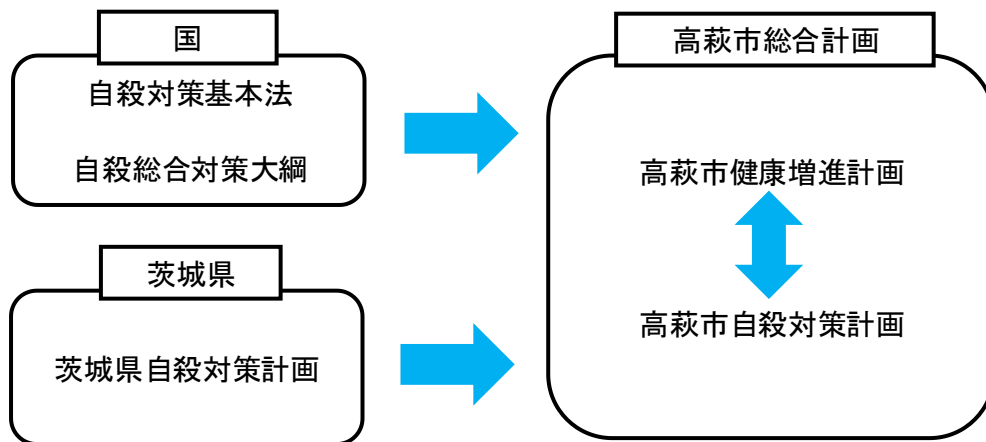 国
自殺対策基本法
自殺総合対策大綱
茨城県
茨城県自殺対策計画
高萩市総合計画
高萩市健康増進計画
高萩市自殺対策計画